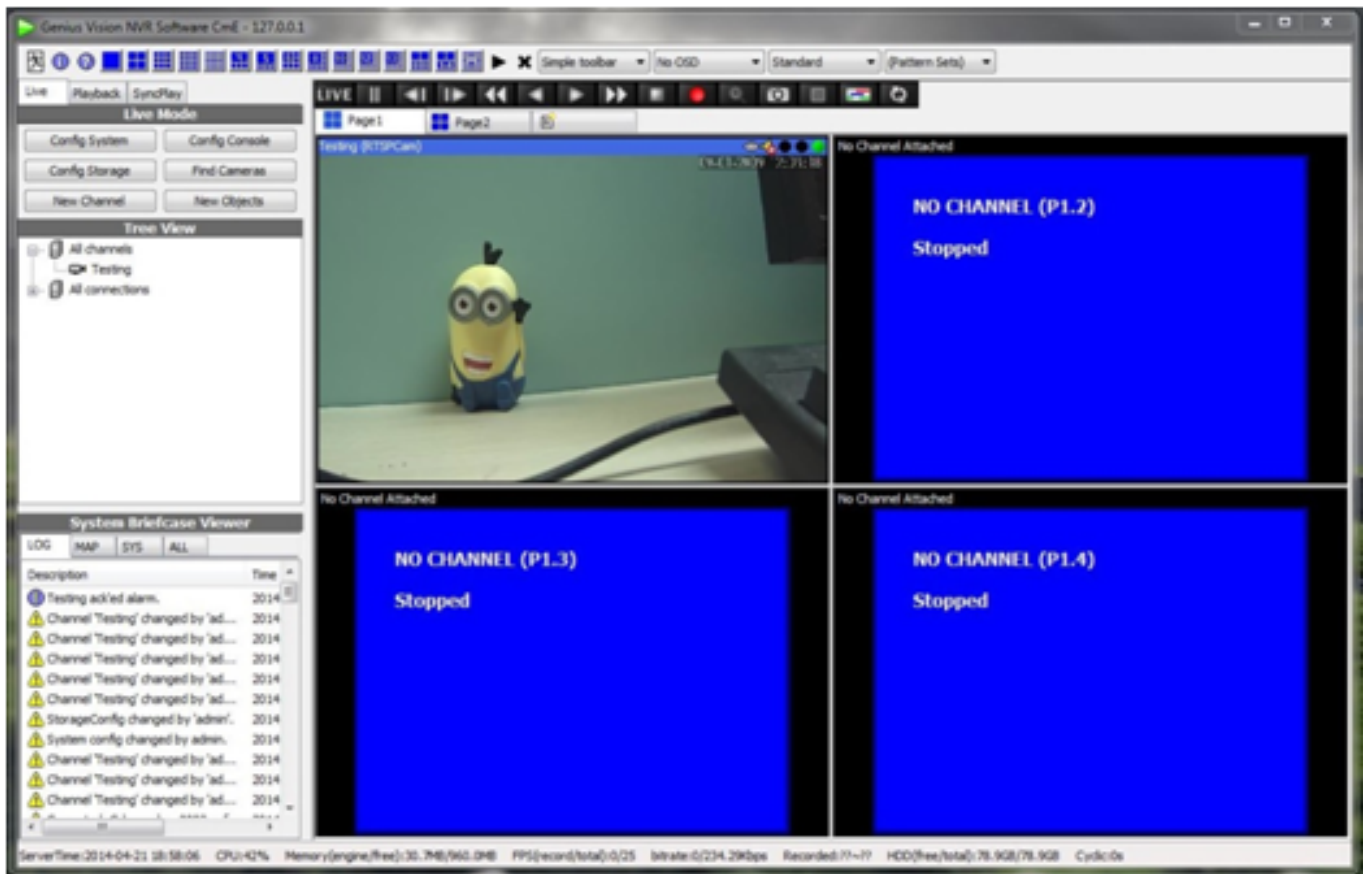 Genius Vision NVR Software CmE - 127.0.0.1
Simple toolbar No OSD Standard (Pattern Sets)
Live Playback SyncPlay
Live Mode
Config System Config Console
Config Storage Find Cameras
New Channel New Objects
Tree View
All channels
Testing
All connections
System Briefcase Viewer
LOG MAP SYS ALL
Description Time
Testing ack'ed alarm. 2014
Channel 'Testing' changed by 'ad.... 2014
Channel 'Testing' changed by 'ad.... 2014
Channel 'Testing' changed by 'ad.... 2014
Channel 'Testing' changed by 'ad.... 2014
Channel 'Testing' changed by 'ad.... 2014
StorageConfig changed by 'admin'. 2014
System config changed by admin. 2014
Channel 'Testing' changed by 'ad.... 2014
Channel 'Testing' changed by 'ad.... 2014
Channel 'Testing' changed by 'ad.... 2014
LIVE
Page1 Page2
Testing (RTSPCam)
No Channel Attached
NO CHANNEL (P1.2)
Stopped
No Channel Attached
NO CHANNEL (P1.3)
Stopped
No Channel Attached
NO CHANNEL (P1.4)
Stopped
ServerTime:2014-04-21 18:58:06 CPU:42% Memory(engine/free):30.7MB/960.0MB FPS(record/total):0/25 bitrate:0/234.29Kbps Recorded:??~?? HDD(free/total):78.9GB/78.9GB Cyclic:0s